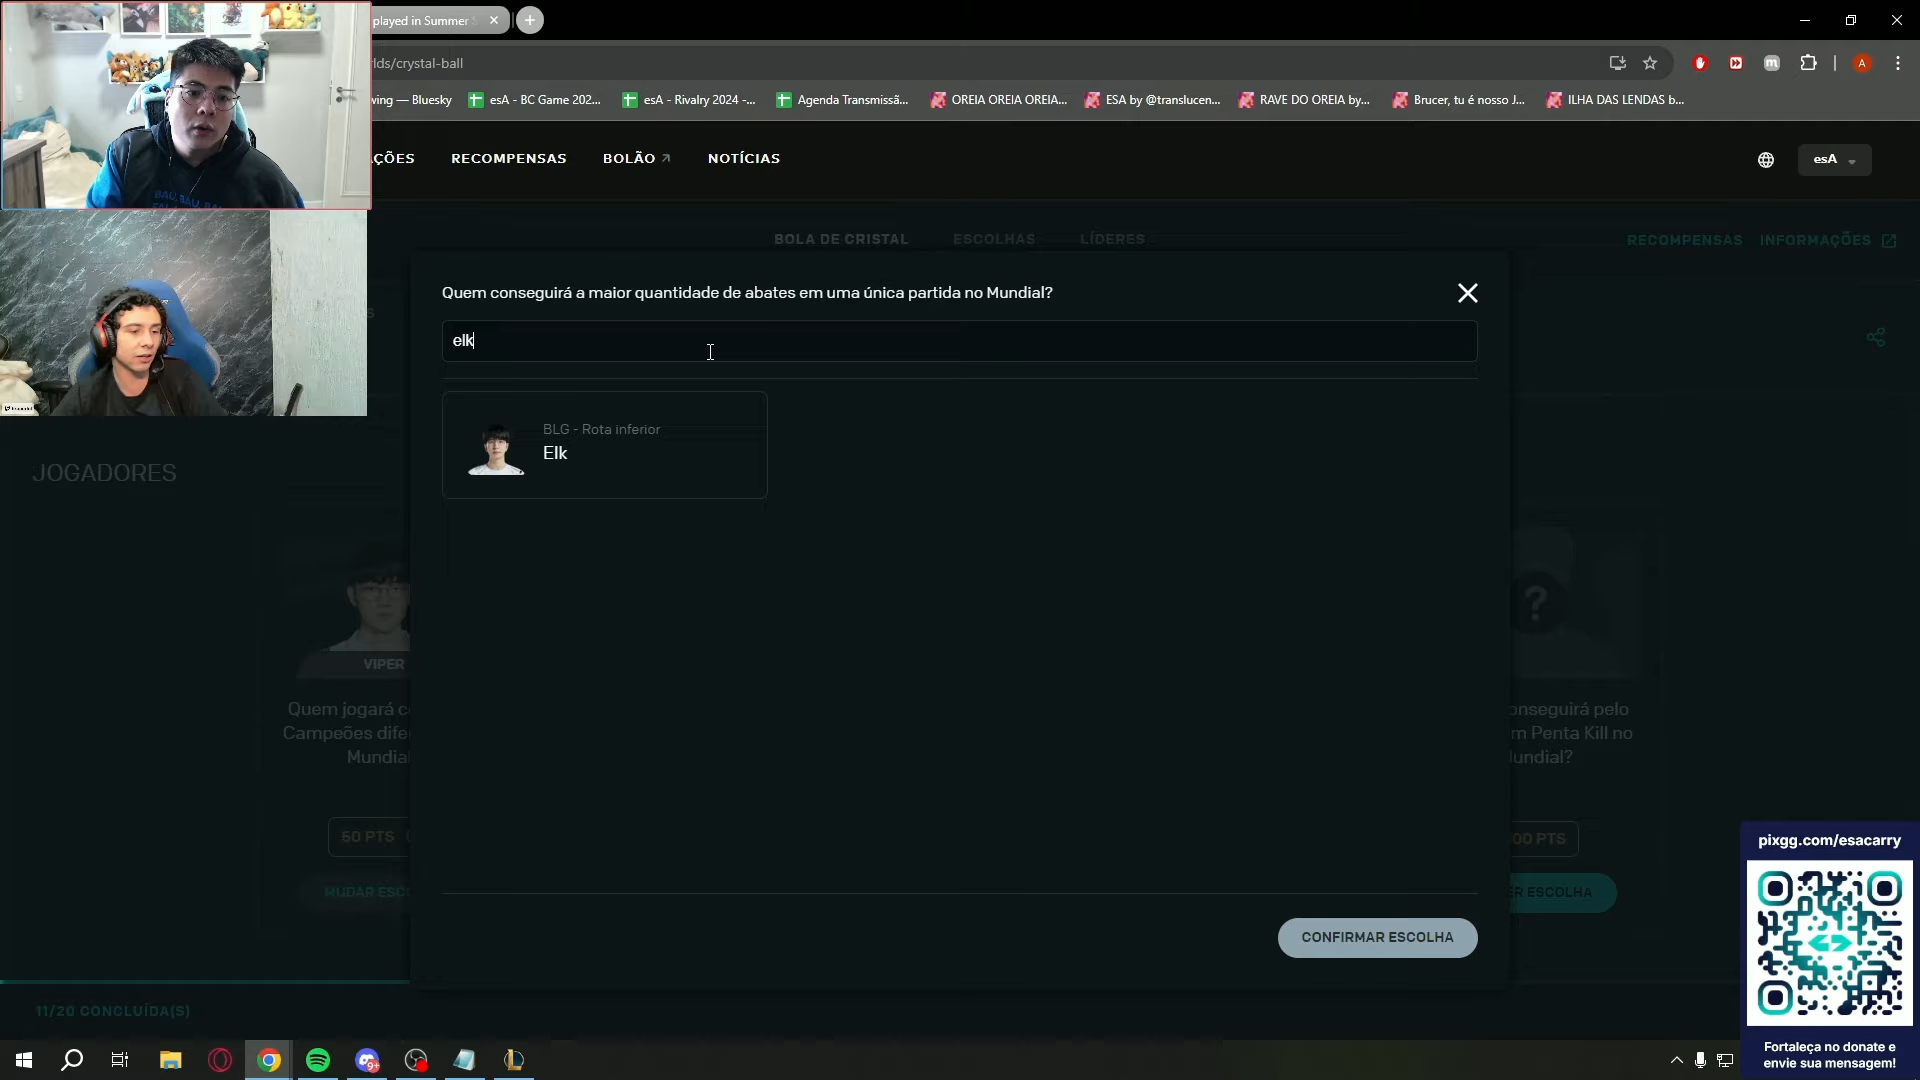 played in Summer
lds/crystal-ball
wing — Bluesky
esA - BC Game 202...
esA - Rivalry 2024 -...
Agenda Transmissã...
OREIA OREIA OREIA...
ESA by @translucen...
RAVE DO OREIA by...
Brucer, tu é nosso J...
ILHA DAS LENDAS b...
ÇÕES
RECOMPENSAS
BOLÃO
NOTÍCIAS
esA
BOLA DE CRISTAL
ESCOLHAS
LÍDERES
RECOMPENSAS
INFORMAÇÕES
Quem conseguirá a maior quantidade de abates em uma única partida no Mundial?
elk
BLG - Rota inferior
Elk
JOGADORES
VIPER
Quem jogará c
Campeões dife
Mundial
50 PTS
MUDAR ESC
onseguirá pelo
m Penta Kill no
undial?
00 PTS
R ESCOLHA
CONFIRMAR ESCOLHA
11/20 CONCLUÍDA(S)
pixgg.com/esacarry
Fortaleça no donate e
envie sua mensagem!